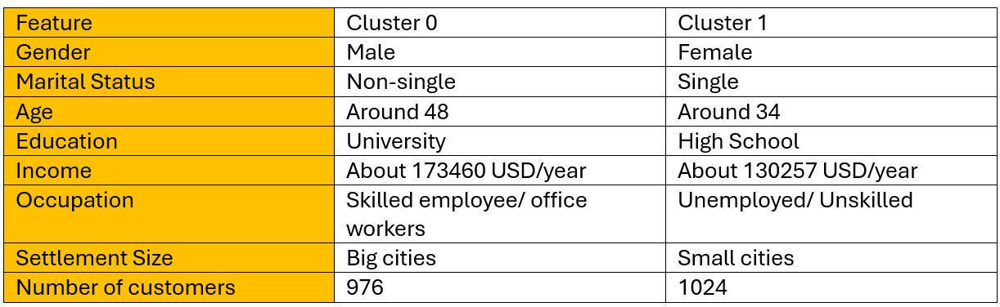 Feature Cluster 0 Cluster 1
Gender Male Female
Marital Status Non-single Single
Age Around 48 Around 34
Education University High School
Income About 173460 USD/year About 130257 USD/year
Occupation Skilled employee/ office Unemployed/ Unskilled
workers
Settlement Size Big cities Small cities
Number of customers 976 1024